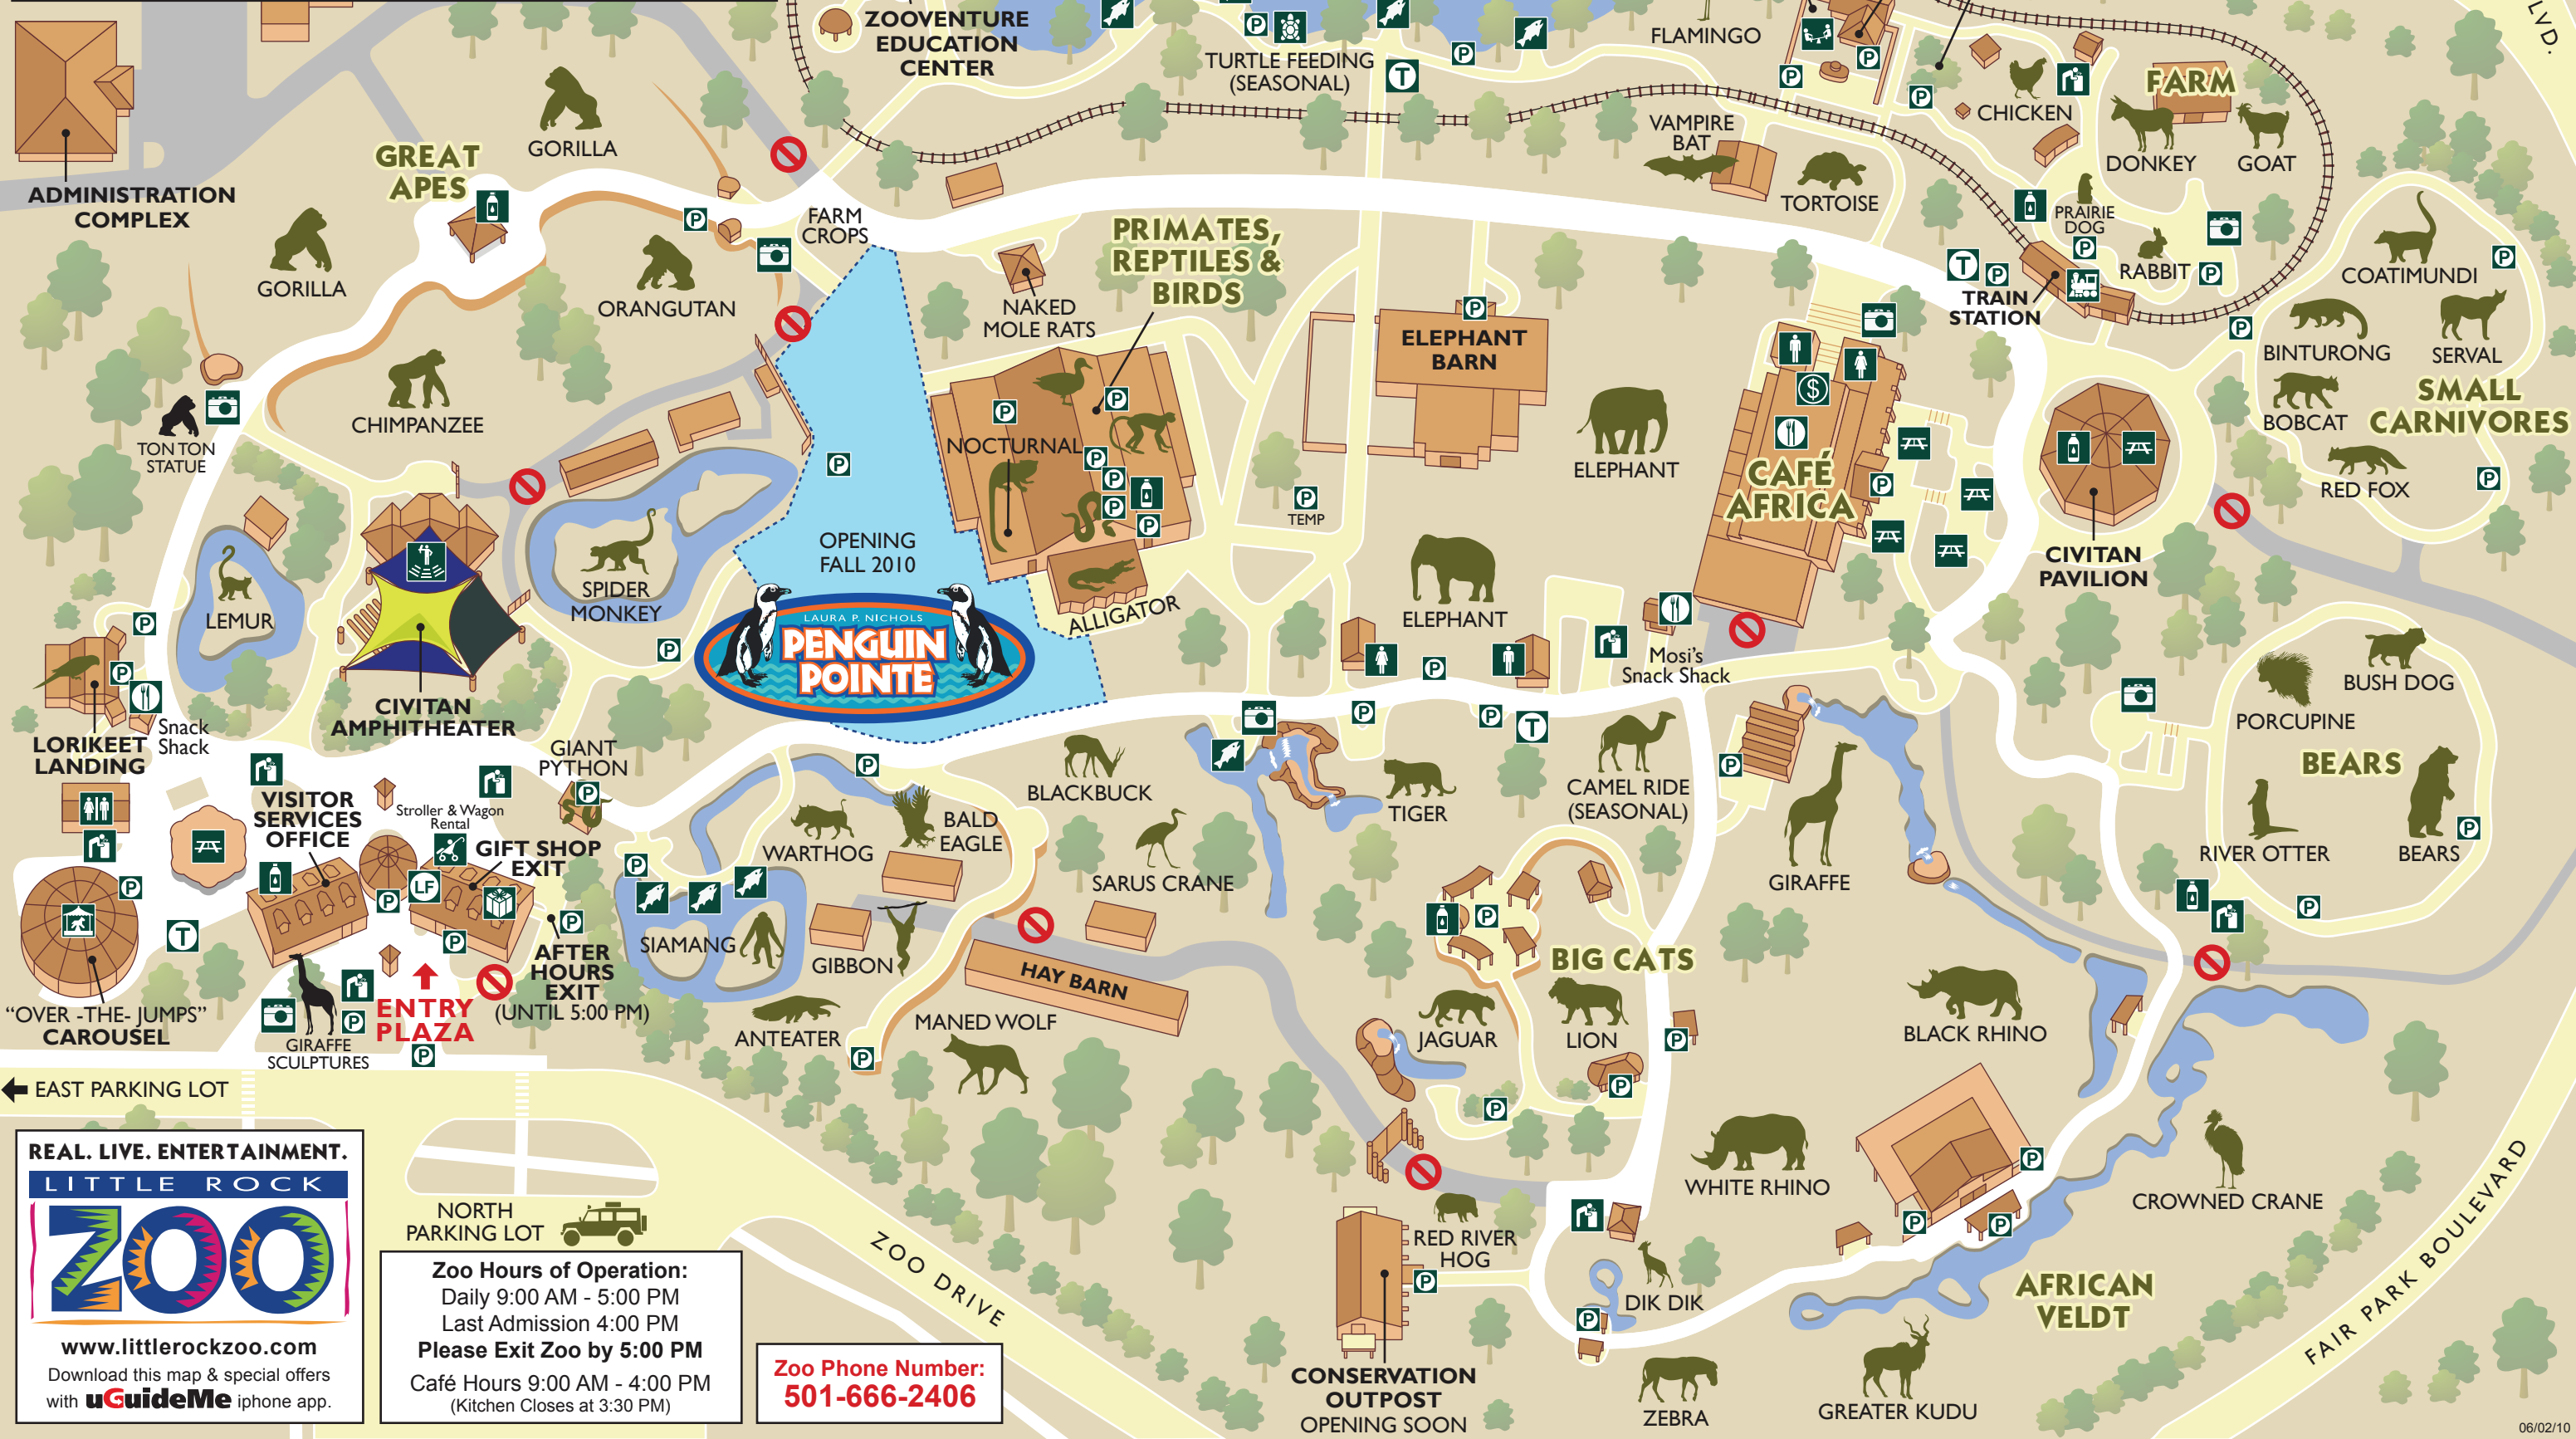 ZOOVENTURE
EDUCATION
CENTER
TURTLE FEEDING
(SEASONAL)
FLAMINGO
LVD.
CHICKEN
FARM
DONKEY
GOAT
ADMINISTRATION
COMPLEX
GREAT
APES
GORILLA
GORILLA
ORANGUTAN
FARM
CROPS
NAKED
MOLE RATS
PRIMATES,
REPTILES &
BIRDS
VAMPIRE
BAT
TORTOISE
PRAIRIE
DOG
RABBIT
TRAIN
STATION
COATIMUNDI
BINTURONG
SERVAL
BOBCAT
SMALL
CARNIVORES
RED FOX
ELEPHANT
BARN
ELEPHANT
CAFÉ
AFRICA
CIVITAN
PAVILION
CHIMPANZEE
TON TON
STATUE
NOCTURNAL
TEMP
OPENING
FALL 2010
LAURA P. NICHOLS
PENGUIN
POINTE
ALLIGATOR
ELEPHANT
Mosi's
Snack Shack
LEMUR
SPIDER
MONKEY
CIVITAN
AMPHITHEATER
LORIKEET
LANDING
Snack
Shack
GIANT
PYTHON
VISITOR
SERVICES
OFFICE
Stroller & Wagon
Rental
GIFT SHOP
EXIT
LF
AFTER
HOURS
EXIT
(UNTIL 5:00 PM)
ENTRY
PLAZA
GIRAFFE
SCULPTURES
"OVER -THE- JUMPS"
CAROUSEL
EAST PARKING LOT
WARTHOG
BALD
EAGLE
BLACKBUCK
SARUS CRANE
SIAMANG
GIBBON
ANTEATER
MANED WOLF
HAY BARN
TIGER
CAMEL RIDE
(SEASONAL)
GIRAFFE
BIG CATS
JAGUAR
LION
BUSH DOG
PORCUPINE
BEARS
RIVER OTTER
BEARS
BLACK RHINO
WHITE RHINO
CROWNED CRANE
RED RIVER
HOG
DIK DIK
AFRICAN
VELDT
ZEBRA
GREATER KUDU
CONSERVATION
OUTPOST
OPENING SOON
FAIR PARK BOULEVARD
ZOO DRIVE
NORTH
PARKING LOT
REAL. LIVE. ENTERTAINMENT.
LITTLE ROCK
ZOO
www.littlerockzoo.com
Download this map & special offers
with uGuideMe iphone app.
Zoo Hours of Operation:
Daily 9:00 AM - 5:00 PM
Last Admission 4:00 PM
Please Exit Zoo by 5:00 PM
Café Hours 9:00 AM - 4:00 PM
(Kitchen Closes at 3:30 PM)
Zoo Phone Number:
501-666-2406
06/02/10